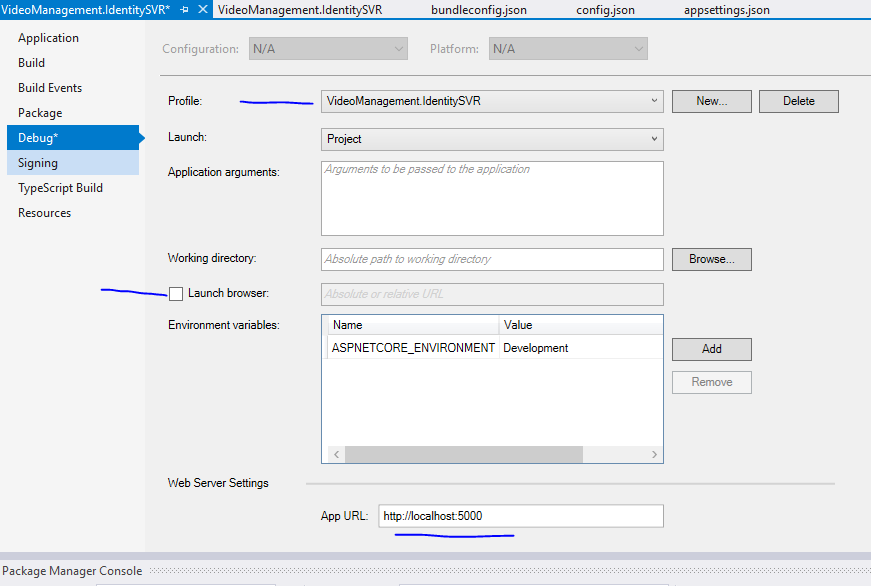 VideoManagement.IdentitySVR* VideoManagement.IdentitySVR bundleconfig.json config.json appsettings.json
Application
Build
Build Events
Package
Debug*
Signing
TypeScript Build
Resources
Configuration: N/A Platform: N/A
Profile: VideoManagement.IdentitySVR New... Delete
Launch: Project
Application arguments: Arguments to be passed to the application
Working directory: Absolute path to working directory Browse...
Launch browser: Absolute or relative URL
Environment variables: Name Value
ASPNETCORE_ENVIRONMENT Development
Add
Remove
Web Server Settings
App URL: http://localhost:5000
Package Manager Console